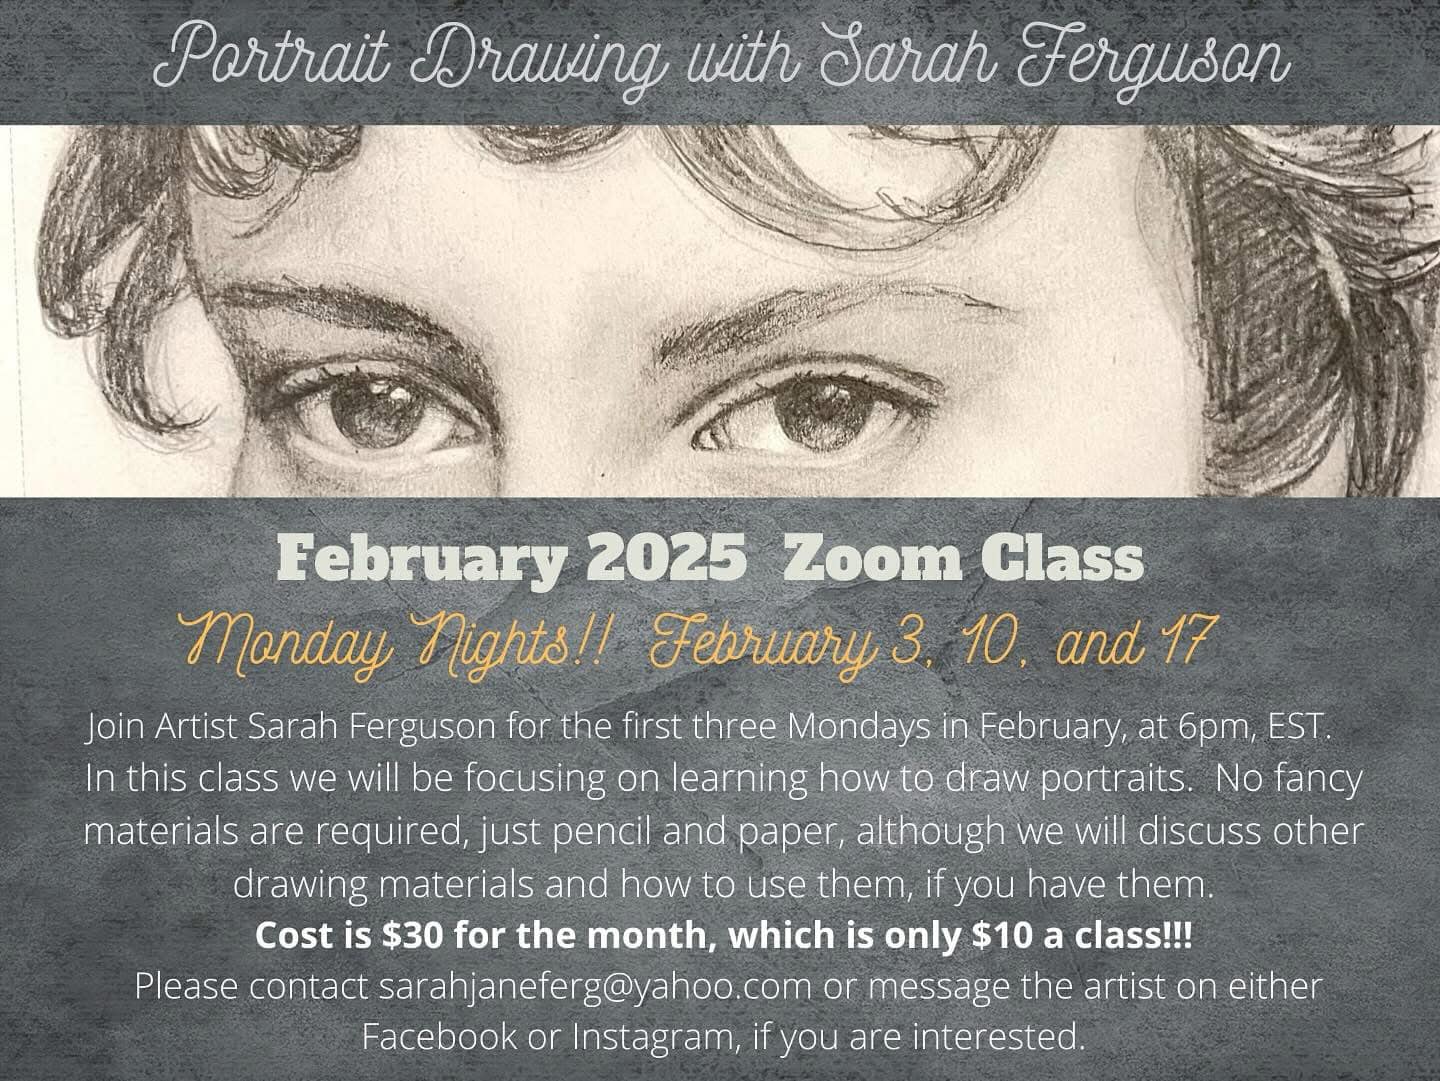 Portrait Drawing with Sarah Ferguson
February 2025 Zoom Class
Monday Nights!! February 3, 10, and 17
Join Artist Sarah Ferguson for the first three Mondays in February, at 6pm, EST.
In this class we will be focusing on learning how to draw portraits. No fancy
materials are required, just pencil and paper, although we will discuss other
drawing materials and how to use them, if you have them.
Cost is $30 for the month, which is only $10 a class!!!
Please contact sarahjaneferg@yahoo.com or message the artist on either
Facebook or Instagram, if you are interested.